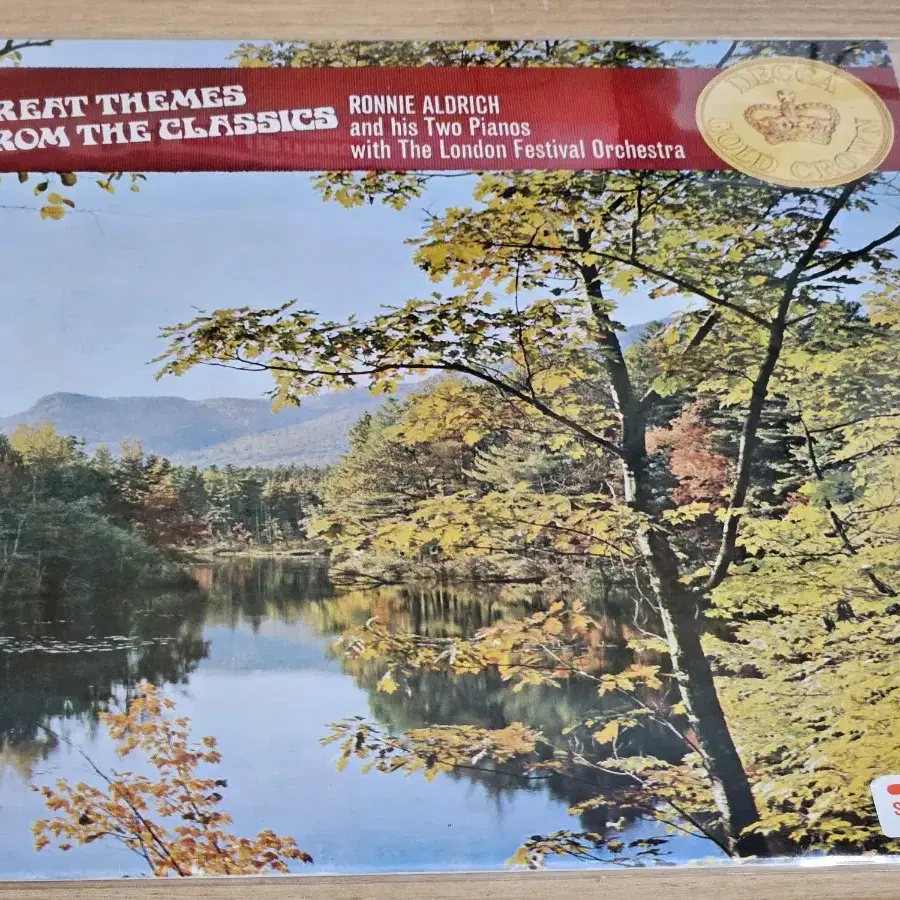 REAT THEMES
ROM THE CLASSICS
RONNIE ALDRICH
and his Two Pianos
with The London Festival Orchestra
DECCA
GOLD CROWN
S